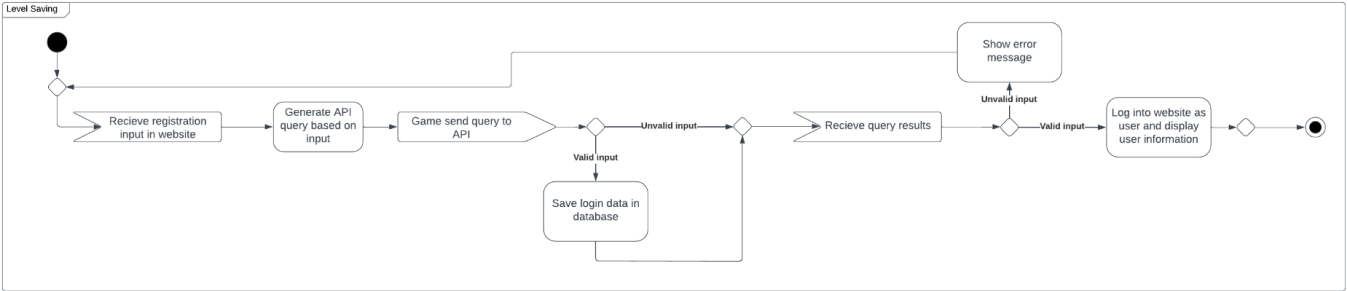 Level Saving
Show error
message
Unvalid input
Recieve registration
input in website
Generate API
query based on
input
Game send query to
API
Unvalid input
Valid input
Save login data in
database
Recieve query results
Valid input
Log into website as
user and display
user information